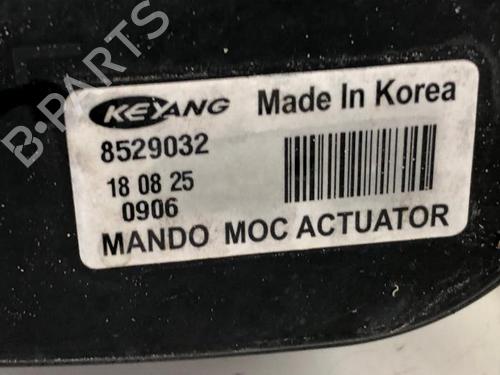 B-PARTS
KEYANG Made In Korea
8529032
18 08 25
0906
MANDO MOC ACTUATOR